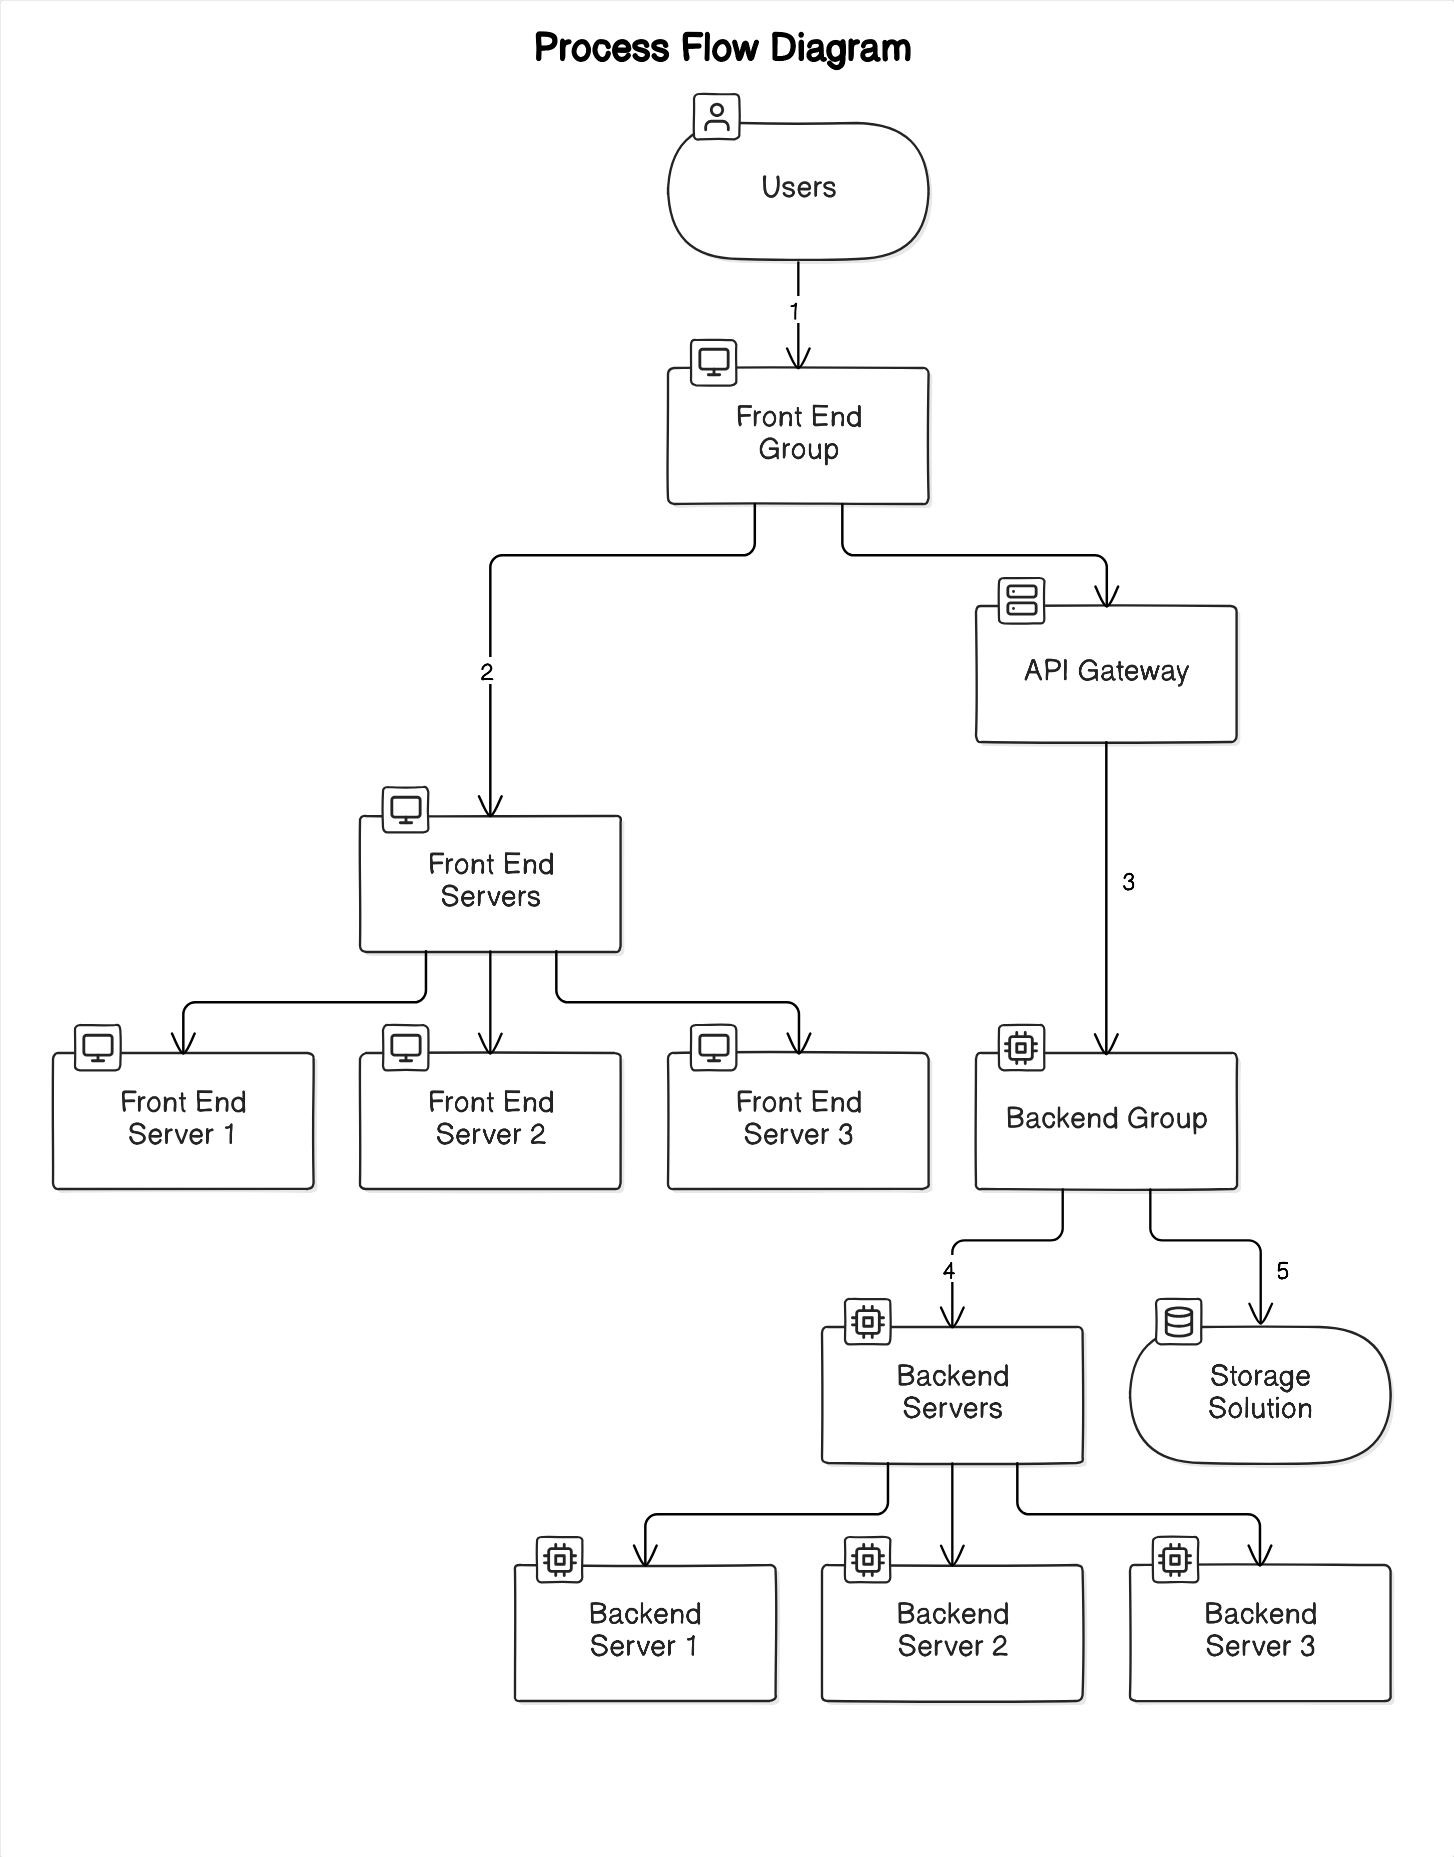 Process Flow Diagram
Users
1
Front End
Group
API Gateway
2
Front End
Servers
3
Front End
Server 1
Front End
Server 2
Front End
Server 3
Backend Group
4
5
Backend
Servers
Storage
Solution
Backend
Server 1
Backend
Server 2
Backend
Server 3